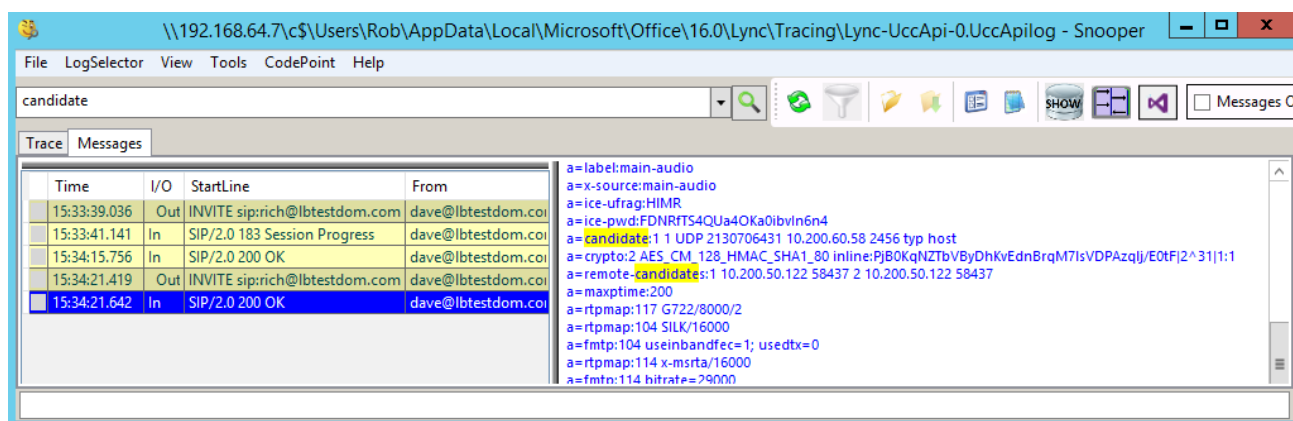 \\192.168.64.7\c$\Users\Rob\AppData\Local\Microsoft\Office\16.0\Lync\Tracing\Lync-UccApi-0.UccApilog - Snooper
File LogSelector View Tools CodePoint Help
candidate
SHOW
Messages O
Trace Messages
Time I/O StartLine From
15:33:39.036 Out INVITE sip:rich@lbtestdom.com dave@lbtestdom.co
15:33:41.141 In SIP/2.0 183 Session Progress dave@lbtestdom.co
15:34:15.756 In SIP/2.0 200 OK dave@lbtestdom.co
15:34:21.419 Out INVITE sip:rich@lbtestdom.com dave@lbtestdom.co
15:34:21.642 In SIP/2.0 200 OK dave@lbtestdom.co
a=label:main-audio
a=x-source:main-audio
a=ice-ufrag:HIMR
a=ice-pwd:FDNRfTS4QUa4OKa0ibvln6n4
a=candidate:1 1 UDP 2130706431 10.200.60.58 2456 typ host
a=crypto:2 AES_CM_128_HMAC_SHA1_80 inline:PjB0KqNZTbVByDhKvEdnBrqM7IsVDPAzqlj/E0tF|2^31|1:1
a=remote-candidates:1 10.200.50.122 58437 2 10.200.50.122 58437
a=maxptime:200
a=rtpmap:117 G722/8000/2
a=rtpmap:104 SILK/16000
a=fmtp:104 useinbandfec=1; usedtx=0
a=rtpmap:114 x-msrta/16000
a=fmtp:114 bitrate=29000